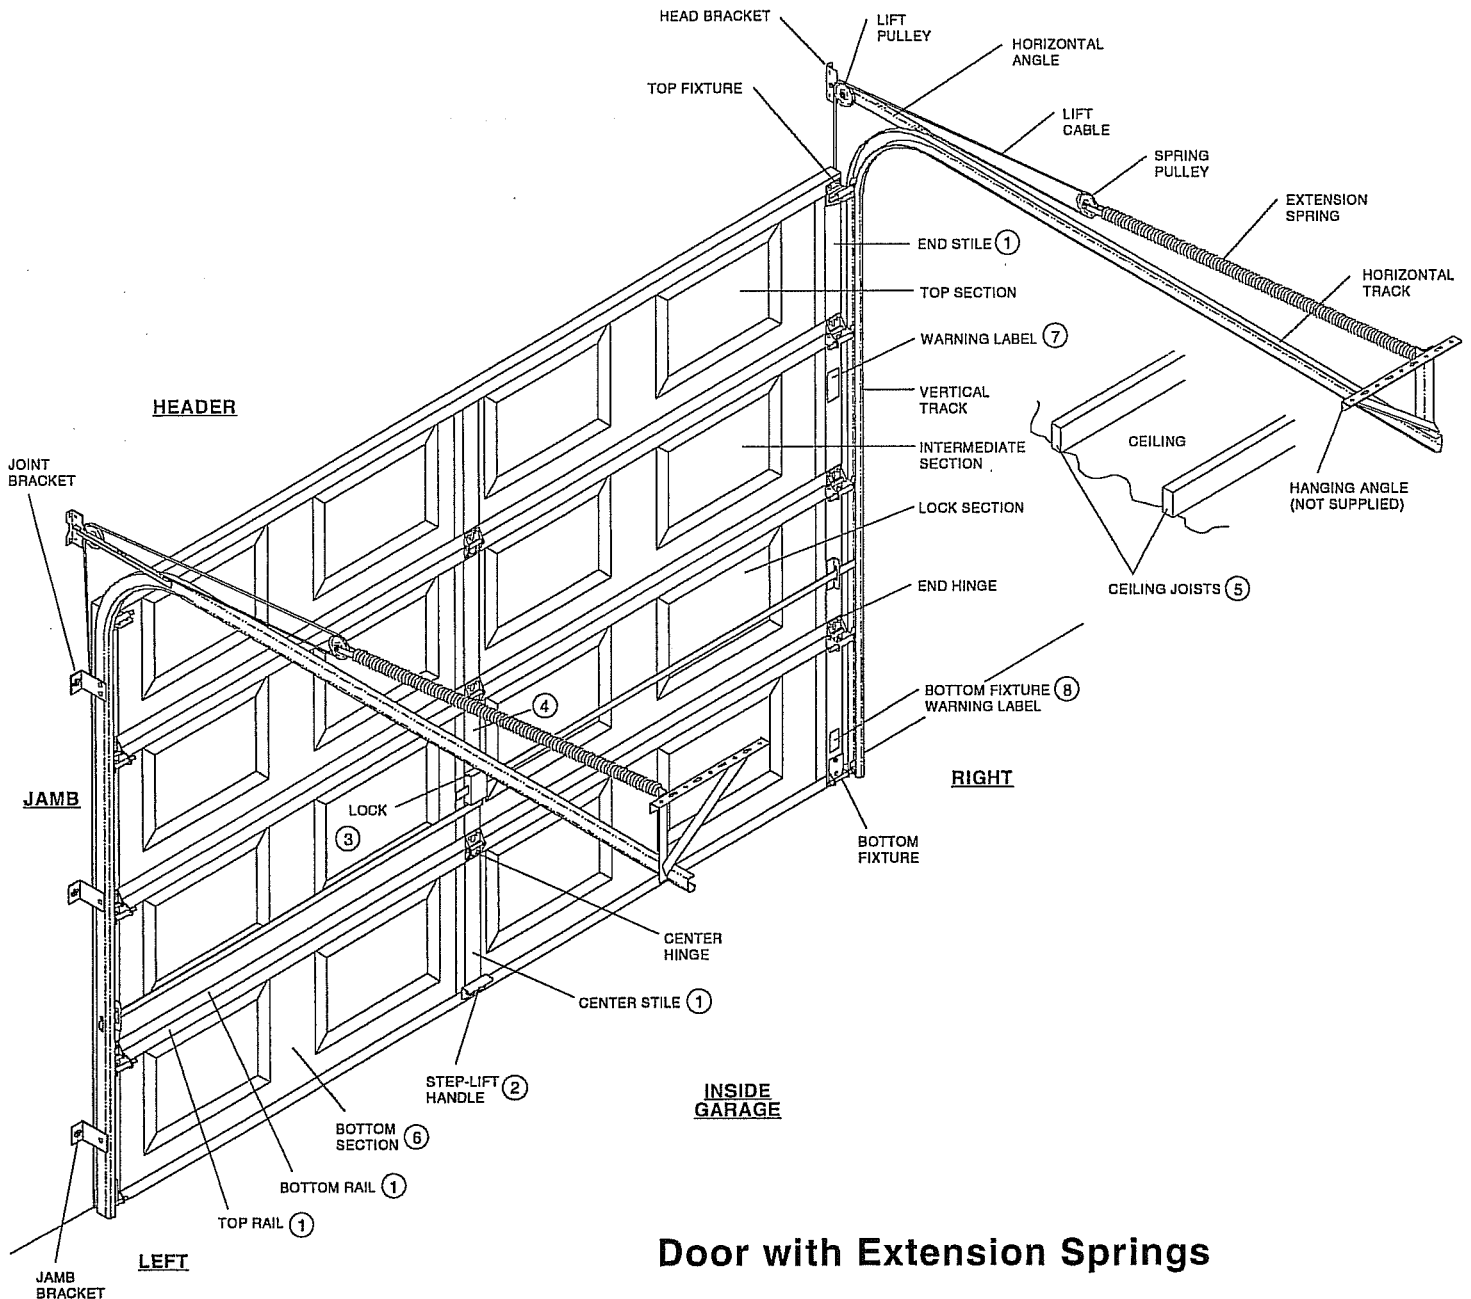 HEAD BRACKET
LIFT
PULLEY
HORIZONTAL
ANGLE
TOP FIXTURE
LIFT
CABLE
SPRING
PULLEY
EXTENSION
SPRING
END STILE 1
HORIZONTAL
TRACK
TOP SECTION
WARNING LABEL 7
VERTICAL
TRACK
HEADER
CEILING
INTERMEDIATE
SECTION
JOINT
BRACKET
HANGING ANGLE
(NOT SUPPLIED)
LOCK SECTION
END HINGE
CEILING JOISTS 5
BOTTOM FIXTURE 8
WARNING LABEL
4
RIGHT
JAMB
LOCK
3
BOTTOM
FIXTURE
CENTER
HINGE
CENTER STILE 1
STEP-LIFT 2
HANDLE
INSIDE
GARAGE
BOTTOM
SECTION 6
BOTTOM RAIL 1
TOP RAIL 1
LEFT
Door with Extension Springs
JAMB
BRACKET